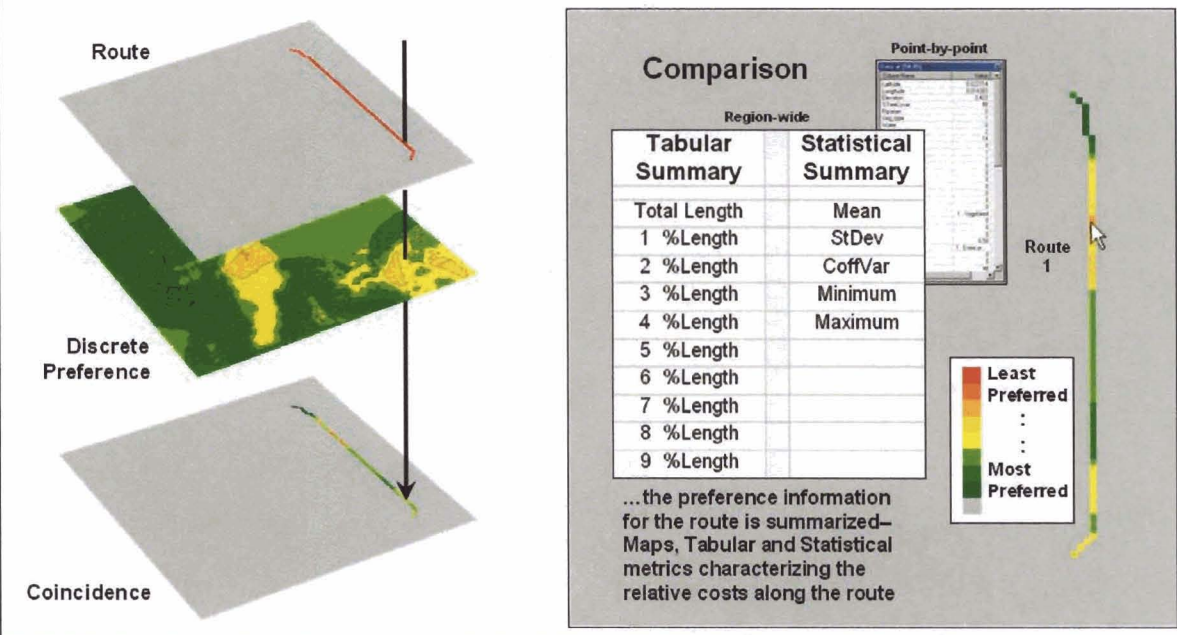 Route
Discrete
Preference
Coincidence
Comparison
Point-by-point
Region-wide
Tabular
Summary
Statistical
Summary
Total Length
Mean
1 %Length
StDev
2 %Length
CoffVar
3 %Length
Minimum
4 %Length
Maximum
5 %Length
6 %Length
7 %Length
8 %Length
9 %Length
Route
1
Least
Preferred
:
:
Most
Preferred
...the preference information
for the route is summarized–
Maps, Tabular and Statistical
metrics characterizing the
relative costs along the route